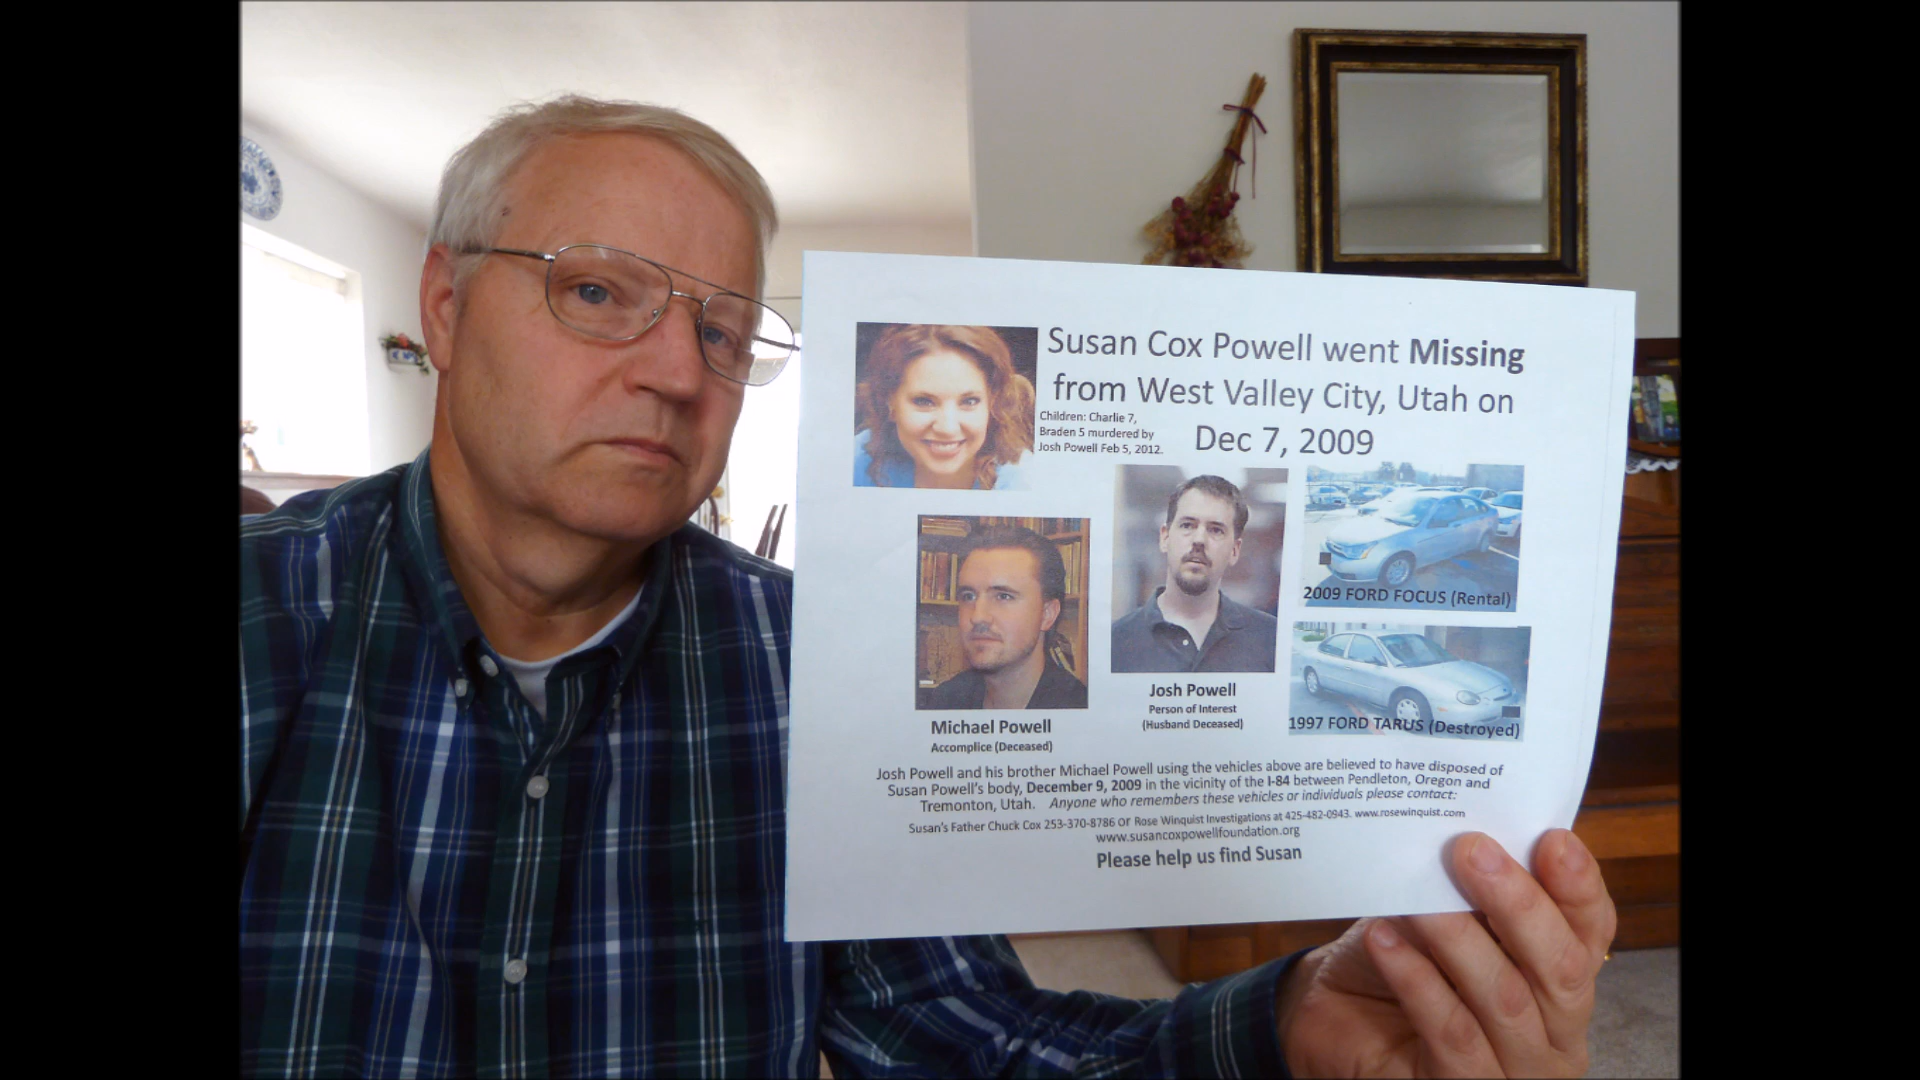 Susan Cox Powell went Missing
from West Valley City, Utah on
Dec 7, 2009
Children: Charlie 7,
Braden 5 murdered by
Josh Powell Feb 5, 2012.
2009 FORD FOCUS (Rental)
Michael Powell
Accomplice (Deceased)
Josh Powell
Person of Interest
(Husband Deceased)
1997 FORD TARUS (Destroyed)
Josh Powell and his brother Michael Powell using the vehicles above are believed to have disposed of
Susan Powell's body, December 9, 2009 in the vicinity of the I-84 between Pendleton, Oregon and
Tremonton, Utah. Anyone who remembers these vehicles or individuals please contact:
Susan's Father Chuck Cox 253-370-8786 or Rose Winquist Investigations at 425-482-0943. www.rosewinquist.com
www.susancoxpowellfoundation.org
Please help us find Susan